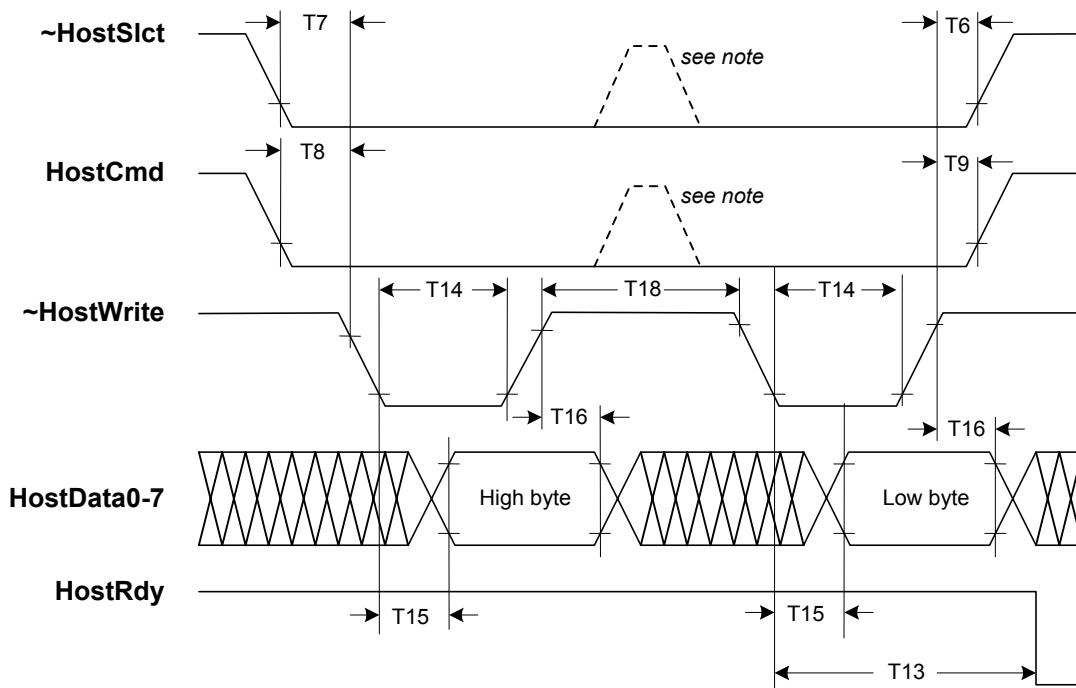 ~HostSlct
T7
T6
see note
HostCmd
T8
T9
see note
~HostWrite
T14
T18
T14
T16
T16
HostData0-7
High byte
Low byte
HostRdy
T15
T15
T13